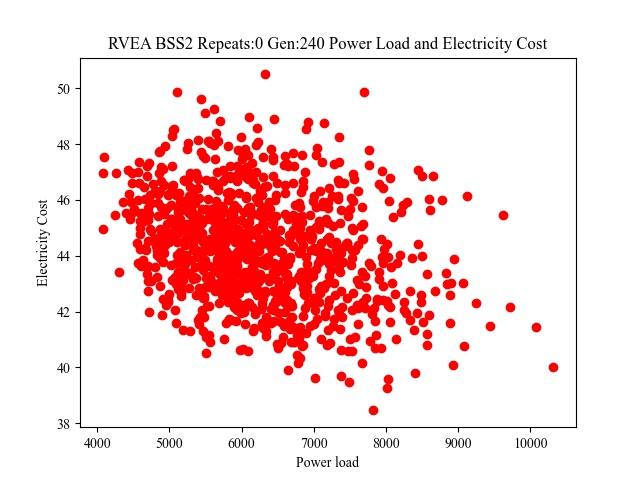 RVEA BSS2 Repeats:0 Gen:240 Power Load and Electricity Cost
50
48
46
44
42
40
38
Electricity Cost
4000 5000 6000 7000 8000 9000 10000
Power load